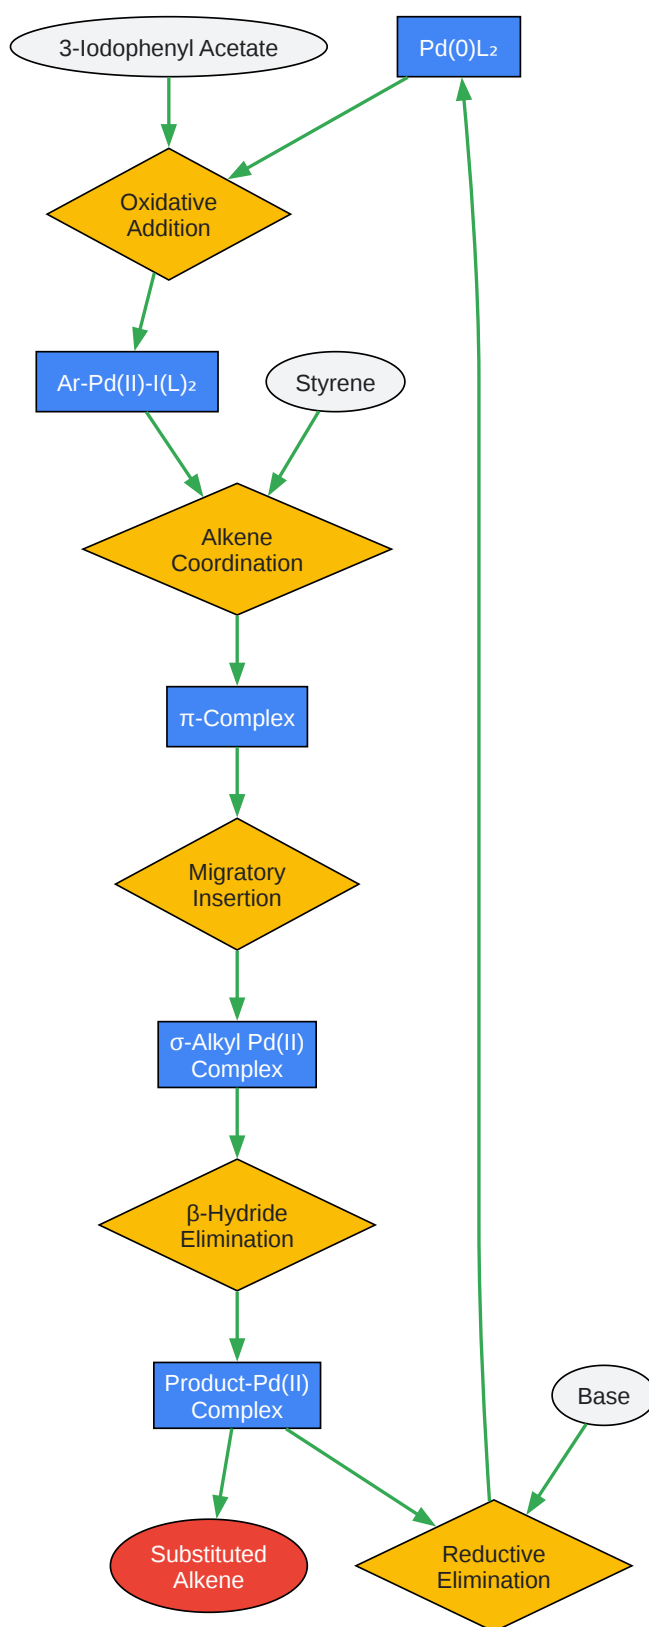 3-Iodophenyl Acetate
Pd(0)L₂
Oxidative
Addition
Ar-Pd(II)-I(L)₂
Styrene
Alkene
Coordination
π-Complex
Migratory
Insertion
σ-Alkyl Pd(II)
Complex
β-Hydride
Elimination
Product-Pd(II)
Complex
Base
Substituted
Alkene
Reductive
Elimination